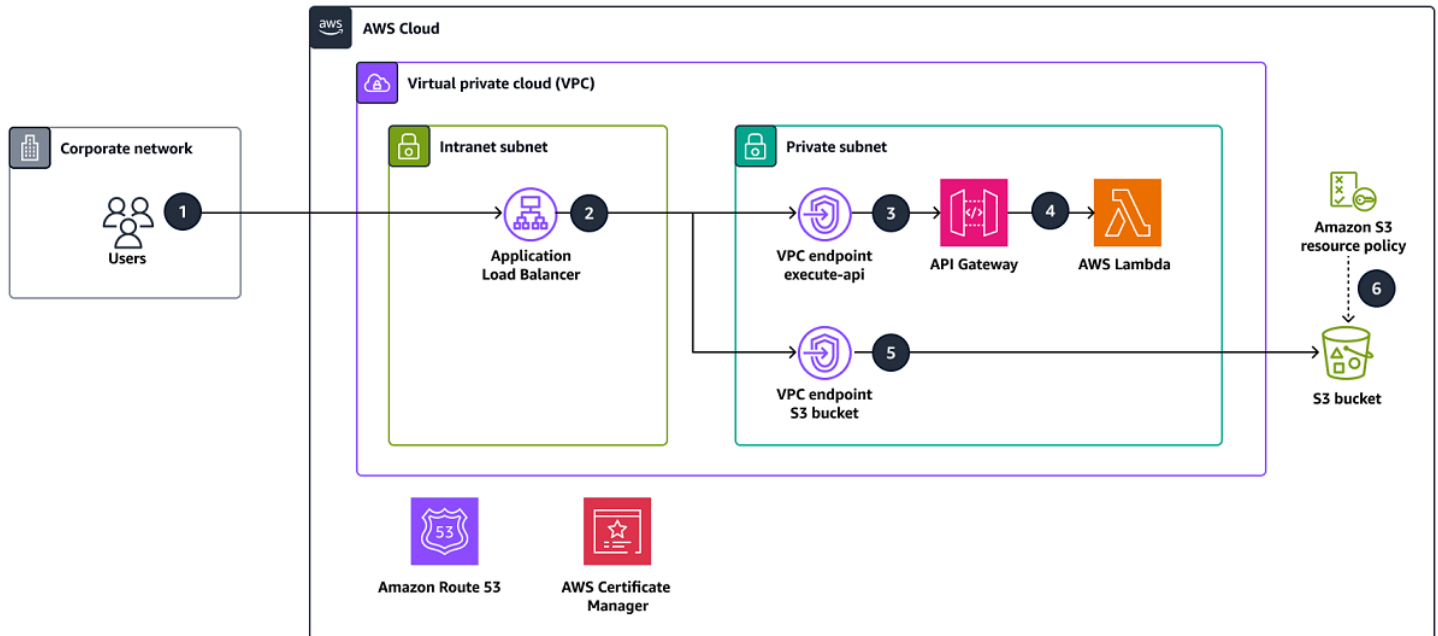 aws
AWS Cloud
Virtual private cloud (VPC)
Corporate network
Intranet subnet
Private subnet
1
2
3
4
Users
Application
Load Balancer
VPC endpoint
execute-api
API Gateway
AWS Lambda
Amazon S3
resource policy
6
5
VPC endpoint
S3 bucket
S3 bucket
53
Amazon Route 53
AWS Certificate
Manager